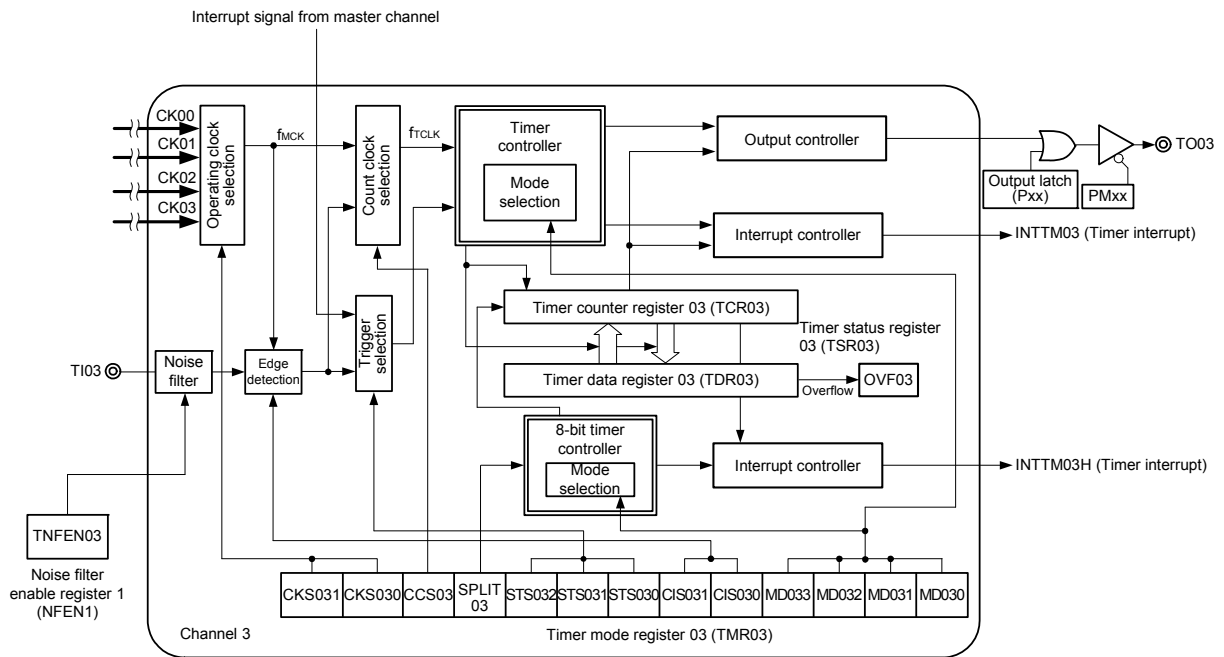 Interrupt signal from master channel
CK00
CK01
CK02
CK03
Operating clock
selection
fMCK
Count clock
selection
fTCLK
Timer
controller
Mode
selection
Output controller
TO03
Output latch
(Pxx)
PMxx
Interrupt controller
INTTM03 (Timer interrupt)
Timer counter register 03 (TCR03)
Timer status register
03 (TSR03)
Trigger
selection
TI03
Noise
filter
Edge
detection
Timer data register 03 (TDR03)
Overflow
OVF03
8-bit timer
controller
Mode
selection
Interrupt controller
INTTM03H (Timer interrupt)
TNFEN03
Noise filter
enable register 1
(NFEN1)
CKS031
CKS030
CCS03
SPLIT
03
STS032
STS031
STS030
CIS031
CIS030
MD033
MD032
MD031
MD030
Channel 3
Timer mode register 03 (TMR03)